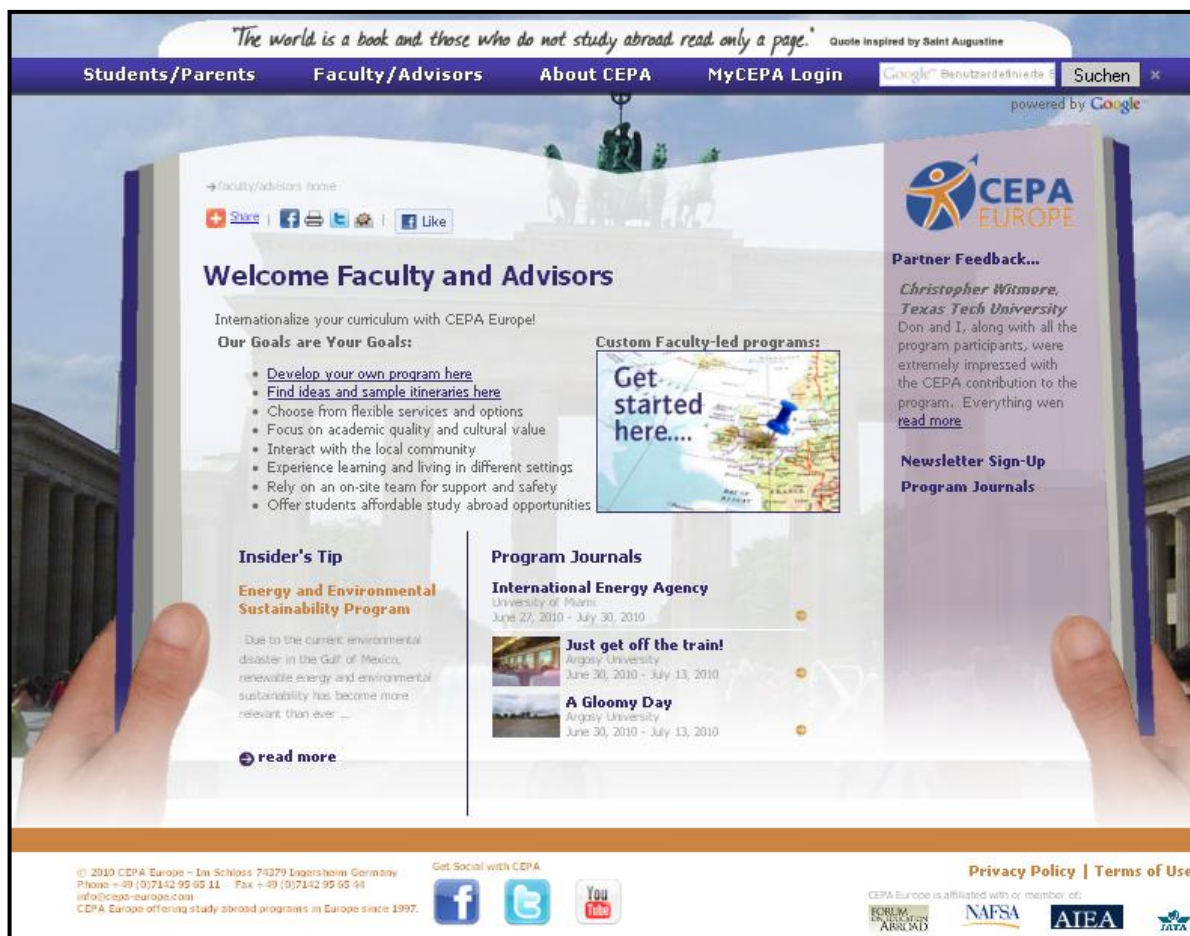 "The world is a book and those who do not study abroad read only a page." Quote inspired by Saint Augustine
Students/Parents Faculty/Advisors About CEPA MyCEPA Login Google™ Benutzerdefinierte S Suchen ×
powered by Google™
faculty/advisors home
Share | | Like
CEPA
EUROPE
Welcome Faculty and Advisors
Internationalize your curriculum with CEPA Europe!
Our Goals are Your Goals:
• Develop your own program here
• Find ideas and sample itineraries here
• Choose from flexible services and options
• Focus on academic quality and cultural value
• Interact with the local community
• Experience learning and living in different settings
• Rely on an on-site team for support and safety
• Offer students affordable study abroad opportunities
Custom Faculty-led programs:
Get
started
here....
FRANCE
Partner Feedback...
Christopher Witmore,
Texas Tech University
Don and I, along with all the
program participants, were
extremely impressed with
the CEPA contribution to the
program. Everything wen
read more
Newsletter Sign-Up
Program Journals
Insider's Tip
Energy and Environmental
Sustainability Program
Due to the current environmental
disaster in the Gulf of Mexico,
renewable energy and environmental
sustainability has become more
relevant than ever ...
read more
Program Journals
International Energy Agency
University of Miami
June 27, 2010 - July 30, 2010
Just get off the train!
Argosy University
June 30, 2010 - July 13, 2010
A Gloomy Day
Argosy University
June 30, 2010 - July 13, 2010
© 2010 CEPA Europe - Im Schloss 74379 Ingersheim Germany
Phone +49 (0)7142 95 65 11 Fax +49 (0)7142 95 65 44
info@cepa-europe.com
CEPA Europe offering study abroad programs in Europe since 1997.
Get Social with CEPA
You
Tube
Privacy Policy | Terms of Use
CEPA Europe is affiliated with or member of:
FORUM
ON EDUCATION
ABROAD
NAFSA
AIEA
IATA